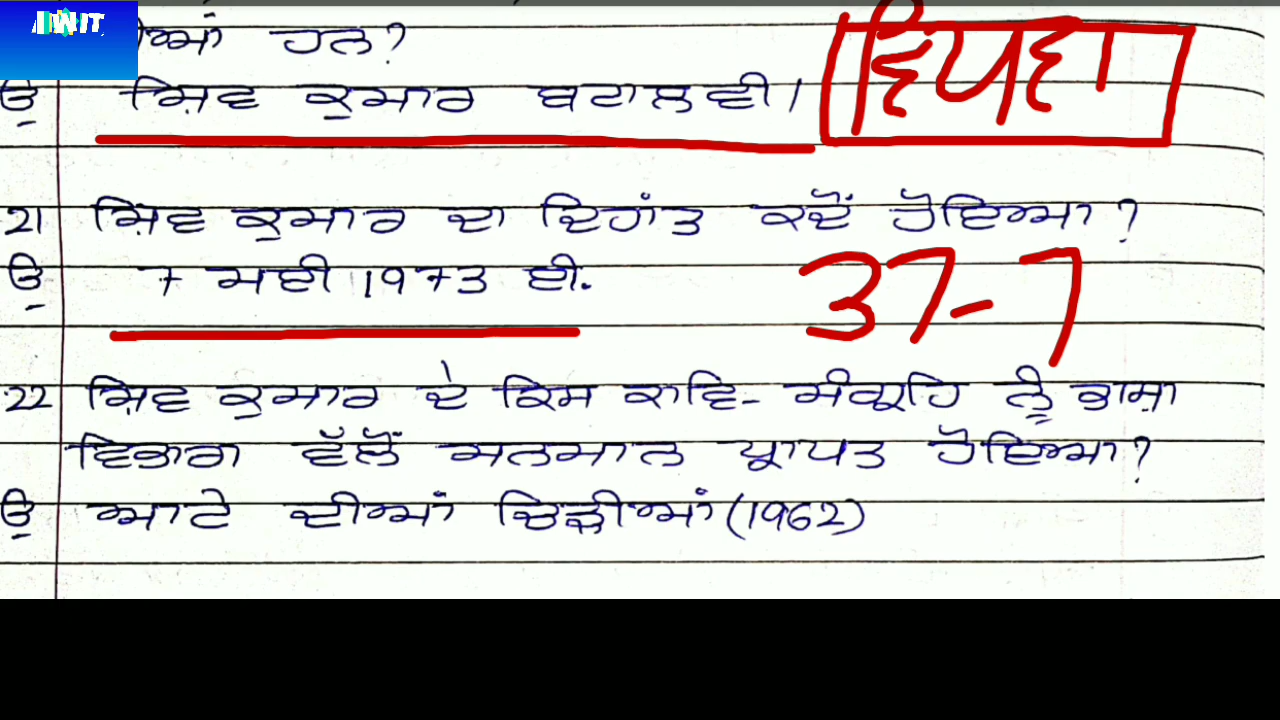 ੀਆਂ ਹਨ?
ਉ ਸ਼ਿਵ ਕੁਮਾਰ ਬਟਾਲਵੀ।
21 ਸ਼ਿਵ ਕੁਮਾਰ ਦਾ ਦਿਹਾਂਤ ਕਦੋਂ ਹੋਇਆ?
ਉ 7 ਮਈ 1973 ਈ.
37-7
22 ਸ਼ਿਵ ਕੁਮਾਰ ਦੇ ਕਿਸ ਕਾਵਿ-ਸੰਗ੍ਰਹਿ ਨੂੰ ਭਾਸ਼ਾ
ਵਿਭਾਗ ਵੱਲੋਂ ਸਨਮਾਨ ਪ੍ਰਾਪਤ ਹੋਇਆ?
ਉ ਆਟੇ ਦੀਆਂ ਚਿੜੀਆਂ (1962)